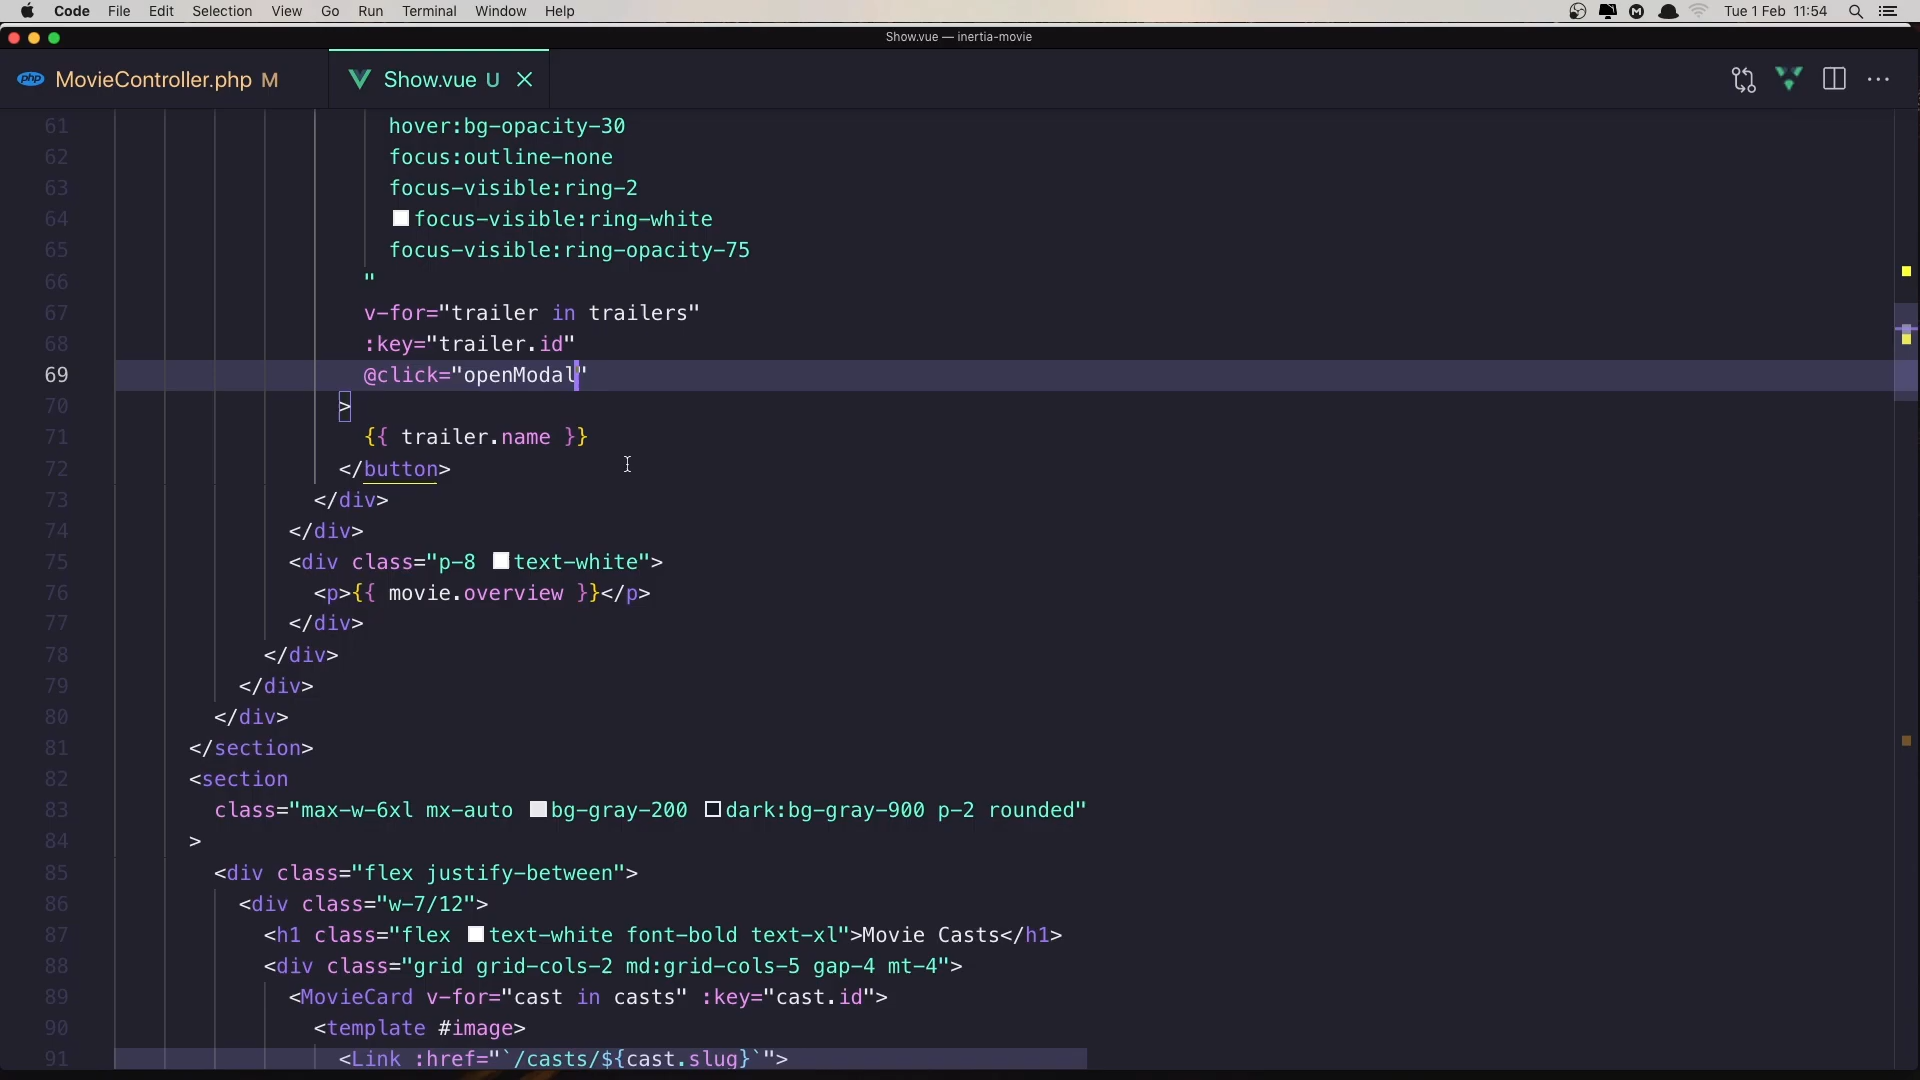 Code File Edit Selection View Go Run Terminal Window Help Tue 1 Feb 11:54
Show.vue — inertia-movie
php MovieController.php M Show.vue U
61 hover:bg-opacity-30
62 focus:outline-none
63 focus-visible:ring-2
64 focus-visible:ring-white
65 focus-visible:ring-opacity-75
66 "
67 v-for="trailer in trailers"
68 :key="trailer.id"
69 @click="openModal"
70 >
71 {{ trailer.name }}
72 </button>
73 </div>
74 </div>
75 <div class="p-8 text-white">
76 <p>{{ movie.overview }}</p>
77 </div>
78 </div>
79 </div>
80 </div>
81 </section>
82 <section
83 class="max-w-6xl mx-auto bg-gray-200 dark:bg-gray-900 p-2 rounded"
84 >
85 <div class="flex justify-between">
86 <div class="w-7/12">
87 <h1 class="flex text-white font-bold text-xl">Movie Casts</h1>
88 <div class="grid grid-cols-2 md:grid-cols-5 gap-4 mt-4">
89 <MovieCard v-for="cast in casts" :key="cast.id">
90 <template #image>
91 <Link :href="`/casts/${cast.slug}`">